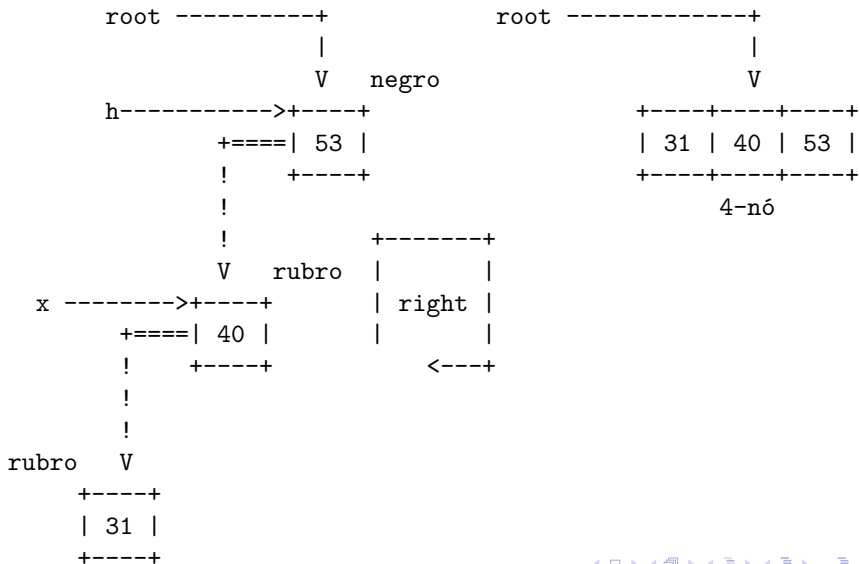 root ----------+ root -------------+
| |
V negro V
h----------->+----+ +----+----+----+
+====| 53 | | 31 | 40 | 53 |
! +----+ +----+----+----+
! 4-nó
! +-------+
V rubro | |
x -------->+----+ | right |
+====| 40 | | |
! +----+ <---+
!
!
rubro V
+----+
| 31 |
+----+